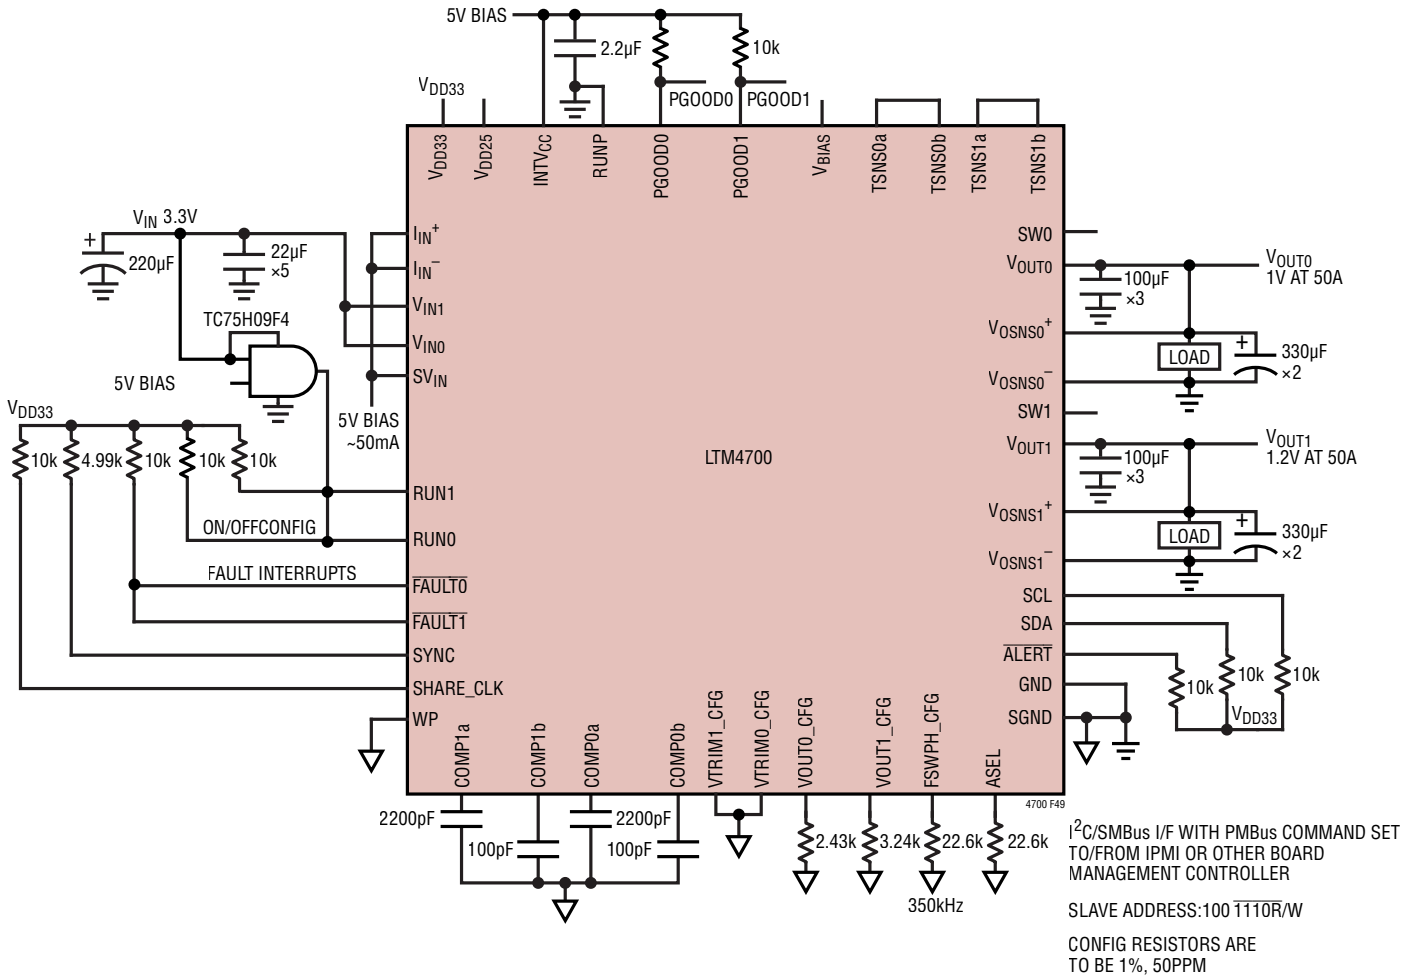 5V BIAS
2.2µF
10k
VDD33
PGOOD0
PGOOD1
VDD33
VDD25
INTVCC
RUNP
PGOOD0
PGOOD1
VBIAS
TSNS0a
TSNS0b
TSNS1a
TSNS1b
VIN 3.3V
+
220µF
22µF
×5
TC75H09F4
5V BIAS
5V BIAS
~50mA
VDD33
10k
4.99k
10k
10k
10k
ON/OFFCONFIG
FAULT INTERRUPTS
IIN+
IIN–
VIN1
VIN0
SVIN
RUN1
RUN0
FAULT0
FAULT1
SYNC
SHARE_CLK
WP
LTM4700
SW0
VOUT0
VOSNS0+
VOSNS0–
SW1
VOUT1
VOSNS1+
VOSNS1–
SCL
SDA
ALERT
GND
SGND
100µF
×3
VOUT0
1V AT 50A
LOAD
+
330µF
×2
100µF
×3
VOUT1
1.2V AT 50A
LOAD
+
330µF
×2
10k
10k
10k
VDD33
COMP1a
COMP1b
COMP0a
COMP0b
VTRIM1_CFG
VTRIM0_CFG
VOUT0_CFG
VOUT1_CFG
FSWPH_CFG
ASEL
4700 F49
2200pF
100pF
2200pF
100pF
2.43k
3.24k
22.6k
22.6k
350kHz
I2C/SMBus I/F WITH PMBus COMMAND SET
TO/FROM IPMI OR OTHER BOARD
MANAGEMENT CONTROLLER
SLAVE ADDRESS:100 1110R/W
CONFIG RESISTORS ARE
TO BE 1%, 50PPM